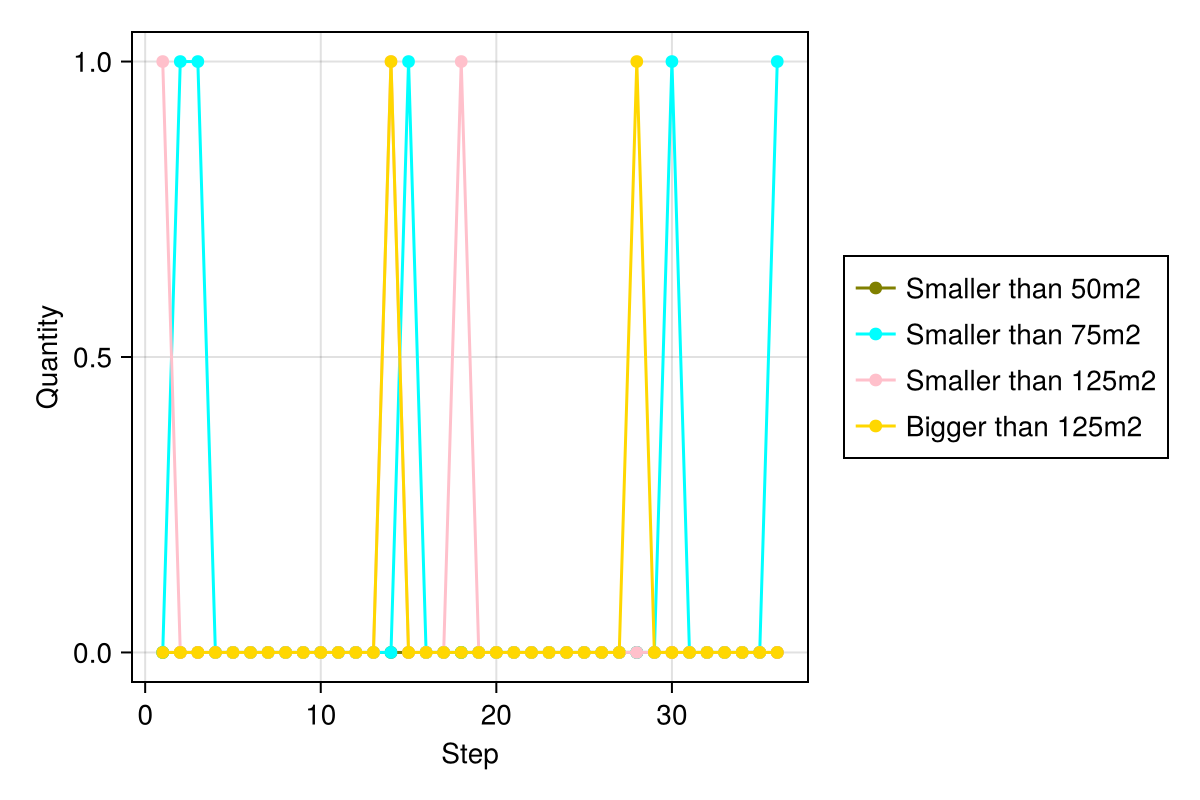 1.0
0.5
0.0
Quantity
0
10
20
30
Step
Smaller than 50m2
Smaller than 75m2
Smaller than 125m2
Bigger than 125m2